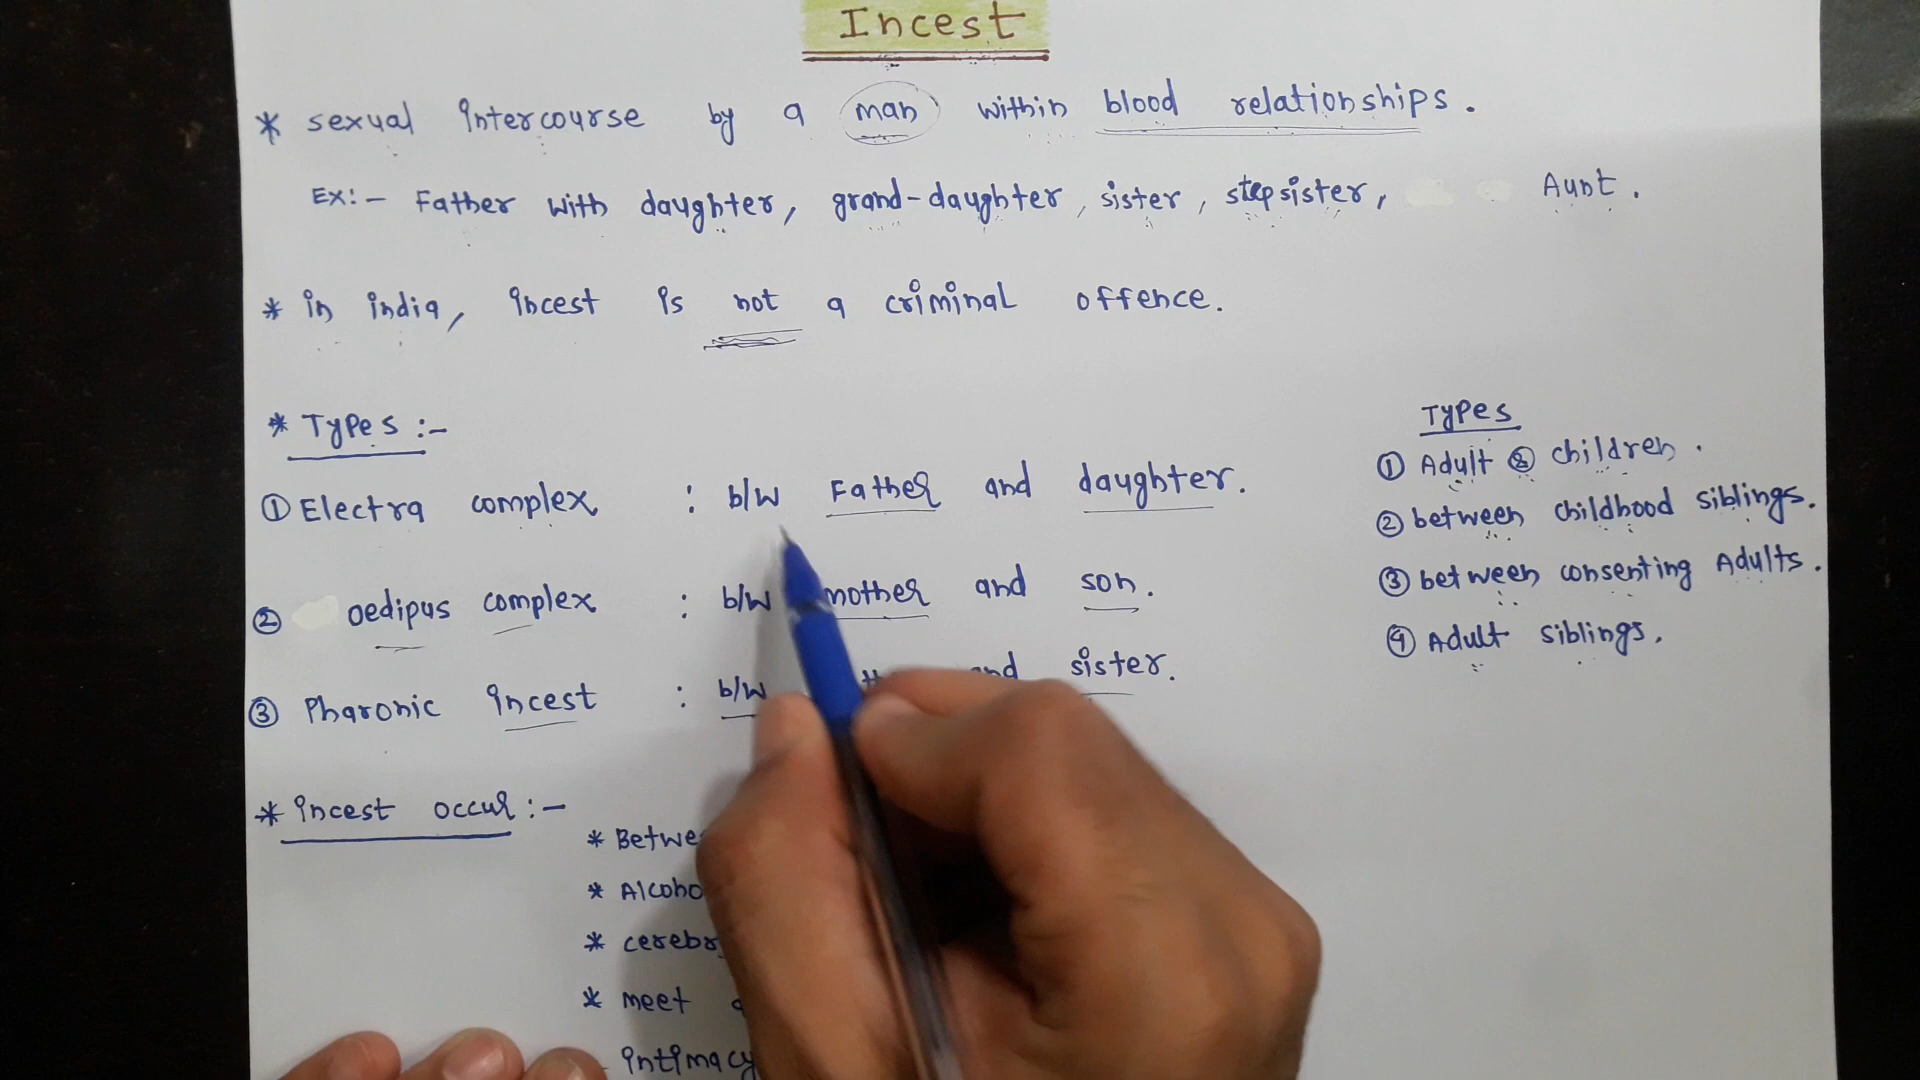 Incest
* sexual intercourse by a man within blood relationships.
Ex:- Father with daughter, grand-daughter, sister, stepsister, Aunt.
* in india, incest is not a criminal offence.
* Types:-
① Electra complex : b/w Father and daughter.
② oedipus complex : b/w mother and son.
③ Pharonic incest : b/w and sister.
Types
① Adult & children.
② between childhood siblings.
③ between consenting Adults.
④ Adult siblings.
* incest occur:-
*
*
*
* meet
intimacy